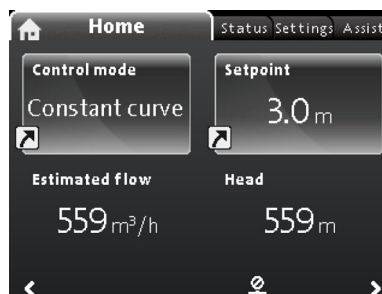 Home Status Settings Assist
Control mode Setpoint
Constant curve 3.0 m
Estimated flow Head
559 m³/h 559 m